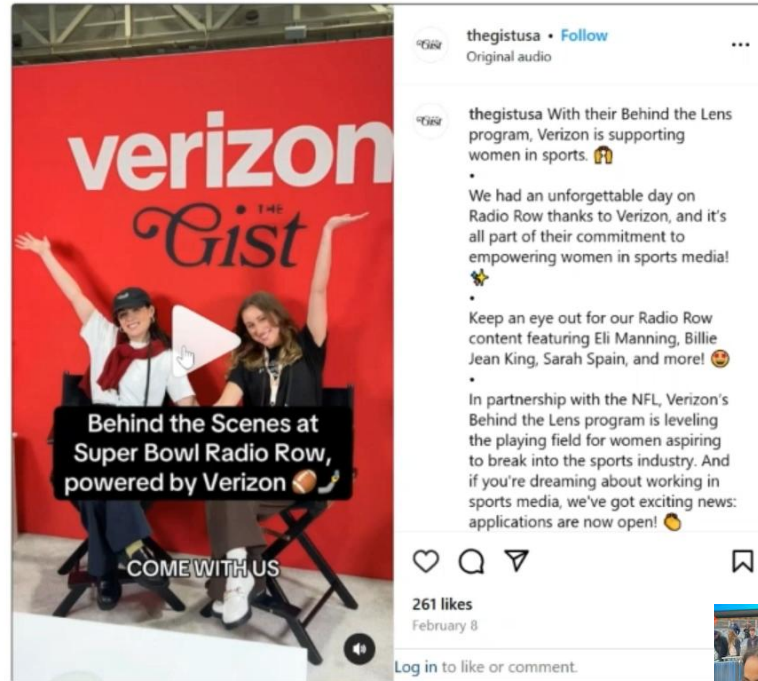 verizon
THE
Gist
Behind the Scenes at
Super Bowl Radio Row,
powered by Verizon 🏈🎤
COME WITH US
THE Gist
thegistusa • Follow
Original audio
...
THE Gist
thegistusa With their Behind the Lens
program, Verizon is supporting
women in sports. 🙌
•
We had an unforgettable day on
Radio Row thanks to Verizon, and it's
all part of their commitment to
empowering women in sports media!
✨
•
Keep an eye out for our Radio Row
content featuring Eli Manning, Billie
Jean King, Sarah Spain, and more! 🤩
•
In partnership with the NFL, Verizon's
Behind the Lens program is leveling
the playing field for women aspiring
to break into the sports industry. And
if you're dreaming about working in
sports media, we've got exciting news:
applications are now open! 👏
261 likes
February 8
Log in to like or comment.